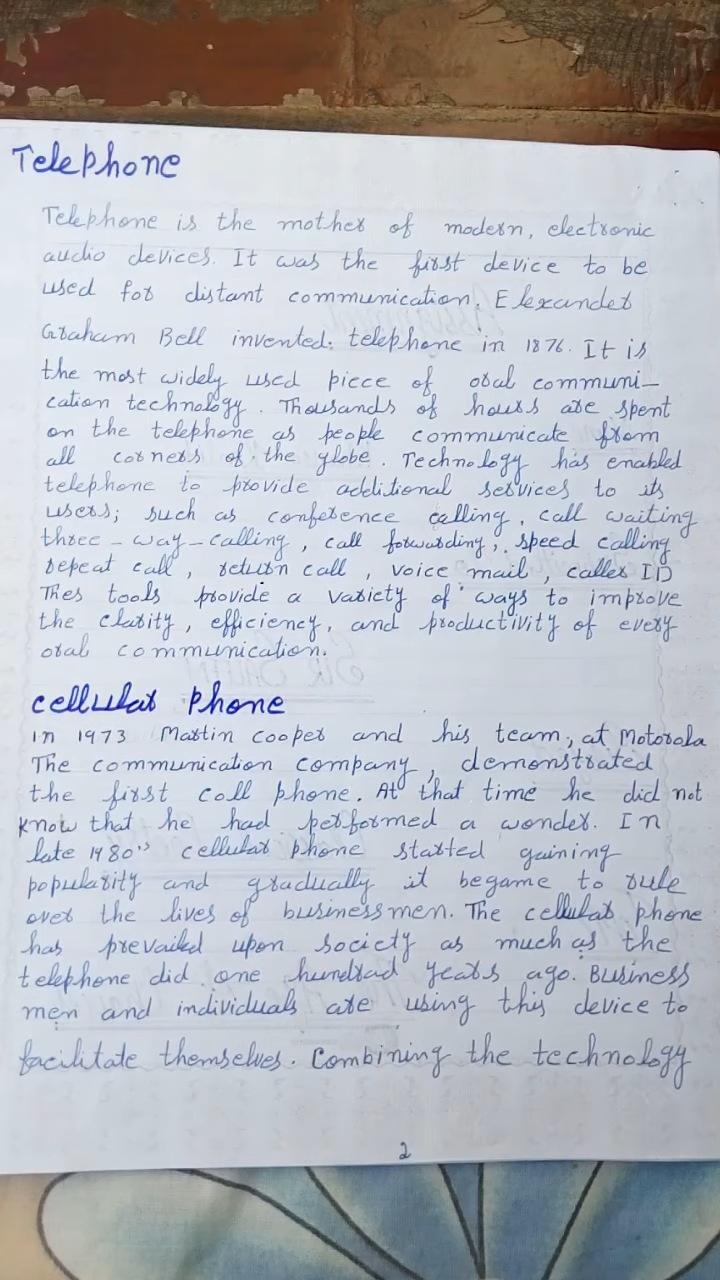 Telephone
Telephone is the mother of modern, electronic
audio devices. It was the first device to be
used for distant communication. Elexander
Graham Bell invented. telephone in 1876. It is
the most widely used piece of oral communi-
cation technology. Thousands of hours are spent
on the telephone as people communicate from
all corners of the globe. Technology has enabled
telephone to provide additional services to its
users; such as conference calling, call waiting
three-way-calling, call forwarding, speed calling
repeat call, return call, voice mail, caller ID
Thes tools provide a variety of ways to improve
the clarity, efficiency, and productivity of every
oral communication.
cellular phone
in 1973 Martin cooper and his team, at Motorola
The communication company, demonstrated
the first coll phone. At that time he did not
know that he had performed a wonder. In
late 1980's cellular phone started gaining
popularity and gradually it begame to rule
over the lives of businessmen. The cellular phone
has prevailed upon society as much as the
telephone did one hundrad years ago. Business
men and individuals are using this device to
facilitate themselves. Combining the technology
2